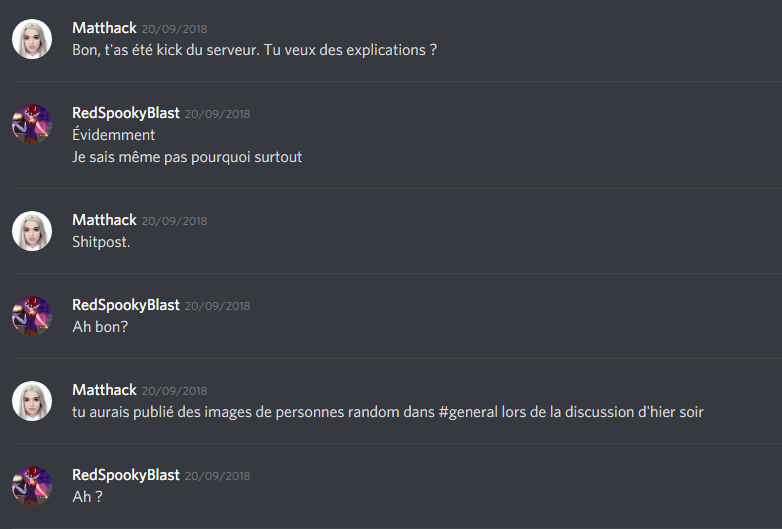 Matthack 20/09/2018
Bon, t'as été kick du serveur. Tu veux des explications ?
RedSpookyBlast 20/09/2018
Évidemment
Je sais même pas pourquoi surtout
Matthack 20/09/2018
Shitpost.
RedSpookyBlast 20/09/2018
Ah bon?
Matthack 20/09/2018
tu aurais publié des images de personnes random dans #general lors de la discussion d'hier soir
RedSpookyBlast 20/09/2018
Ah ?